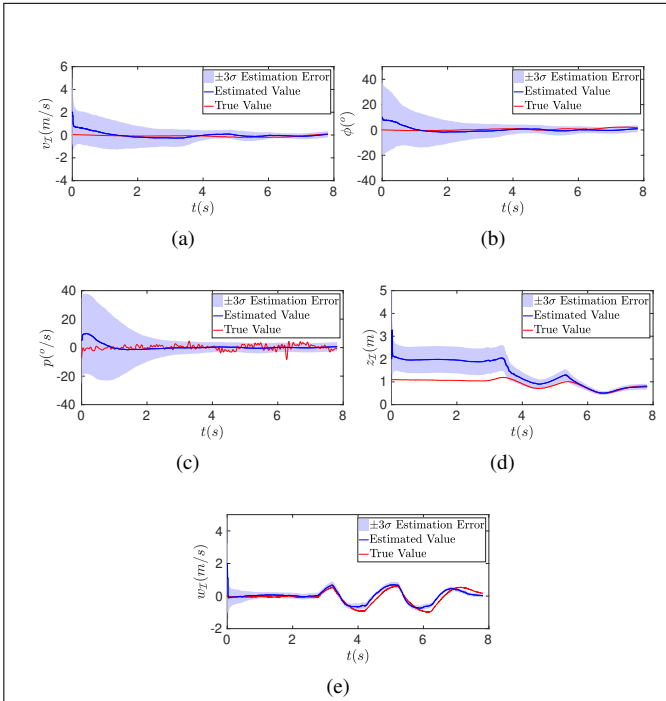 ±3σ Estimation Error
Estimated Value
True Value
v_I(m/s)
6
4
2
0
-2
-4
0 2 4 6 8
t(s)
(a)
±3σ Estimation Error
Estimated Value
True Value
ϕ(°)
40
20
0
-20
-40
0 2 4 6 8
t(s)
(b)
±3σ Estimation Error
Estimated Value
True Value
p(°/s)
40
20
0
-20
-40
0 2 4 6 8
t(s)
(c)
±3σ Estimation Error
Estimated Value
True Value
z_I(m)
5
4
3
2
1
0
0 2 4 6 8
t(s)
(d)
±3σ Estimation Error
Estimated Value
True Value
w_I(m/s)
4
2
0
-2
0 2 4 6 8
t(s)
(e)